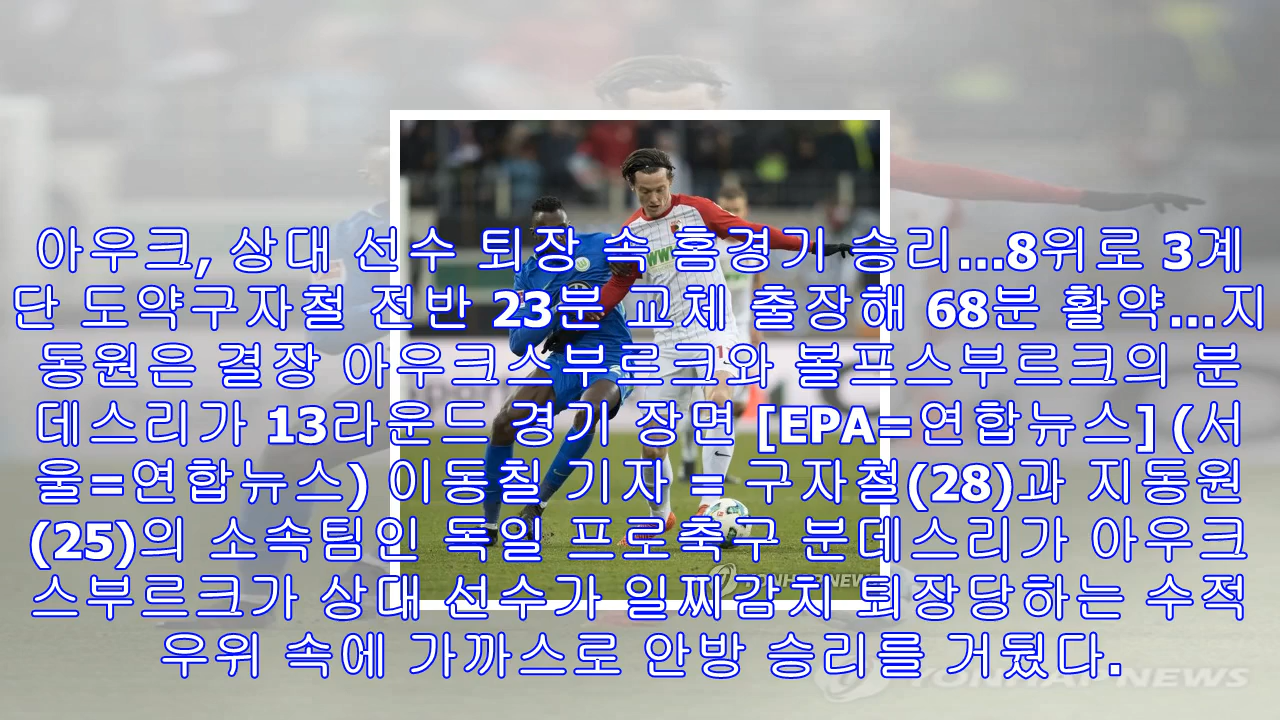 아우크, 상대 선수 퇴장 속 홈경기 승리...8위로 3계
단 도약구자철 전반 23분 교체 출장해 68분 활약...지
동원은 결장 아우크스부르크와 볼프스부르크의 분
데스리가 13라운드 경기 장면 [EPA=연합뉴스] (서
울=연합뉴스) 이동칠 기자 = 구자철(28)과 지동원
(25)의 소속팀인 독일 프로축구 분데스리가 아우크
스부르크가 상대 선수가 일찌감치 퇴장당하는 수적
우위 속에 가까스로 안방 승리를 거뒀다.
WWK
YONHAP NEWS
YONHAP NEWS